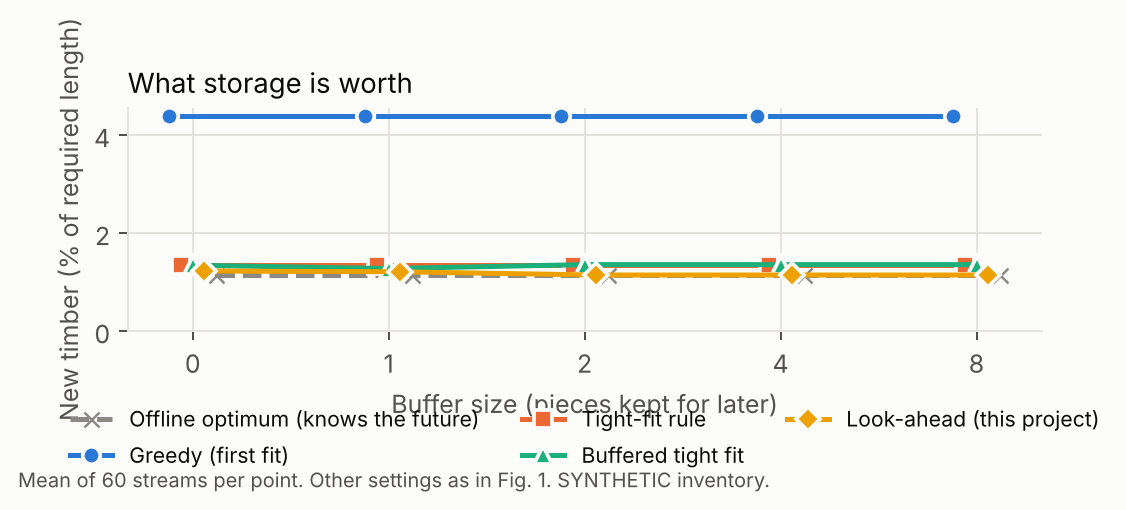 What storage is worth
New timber (% of required length)
4
2
0
0 1 2 4 8
Buffer size (pieces kept for later)
Offline optimum (knows the future) Tight-fit rule Look-ahead (this project)
Greedy (first fit) Buffered tight fit
Mean of 60 streams per point. Other settings as in Fig. 1. SYNTHETIC inventory.